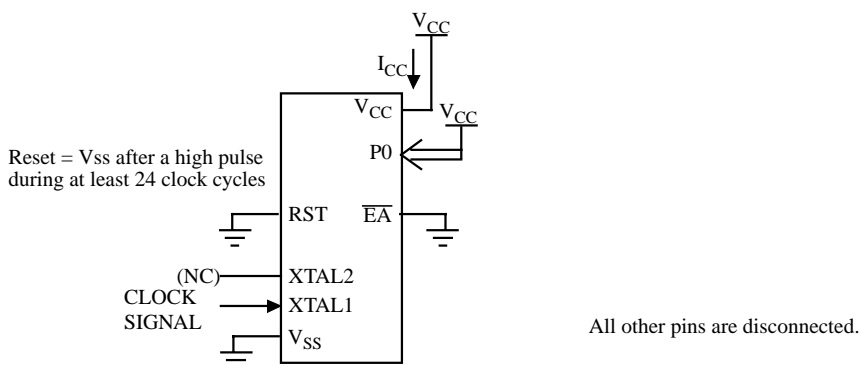 VCC
ICC
VCC
VCC
P0
Reset = Vss after a high pulse
during at least 24 clock cycles
RST
EA
(NC)
XTAL2
CLOCK
SIGNAL
XTAL1
VSS
All other pins are disconnected.